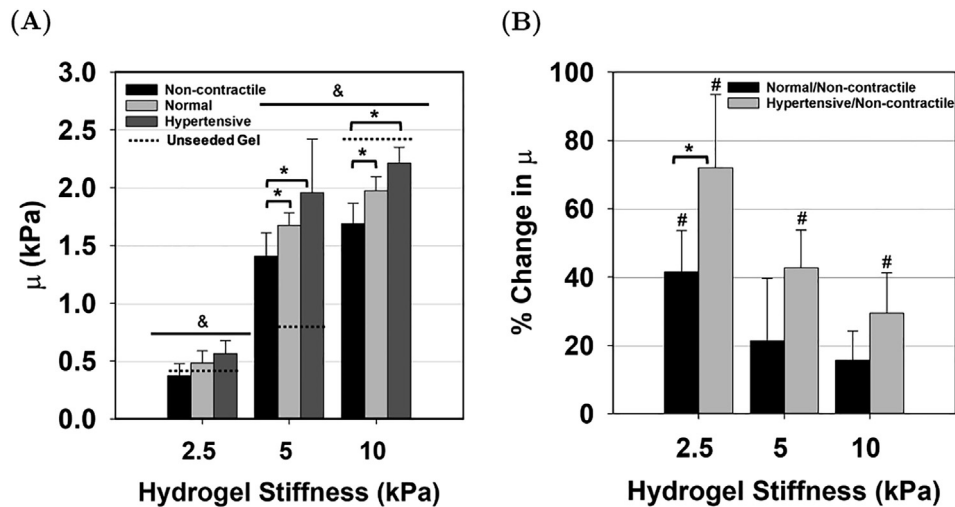 (A)
3.0
2.5
2.0
1.5
1.0
0.5
0.0
μ (kPa)
Non-contractile
Normal
Hypertensive
Unseeded Gel
&
&
*
*
*
*
2.5 5 10
Hydrogel Stiffness (kPa)
(B)
100
80
60
40
20
0
% Change in μ
Normal/Non-contractile
Hypertensive/Non-contractile
#
*
#
#
#
2.5 5 10
Hydrogel Stiffness (kPa)